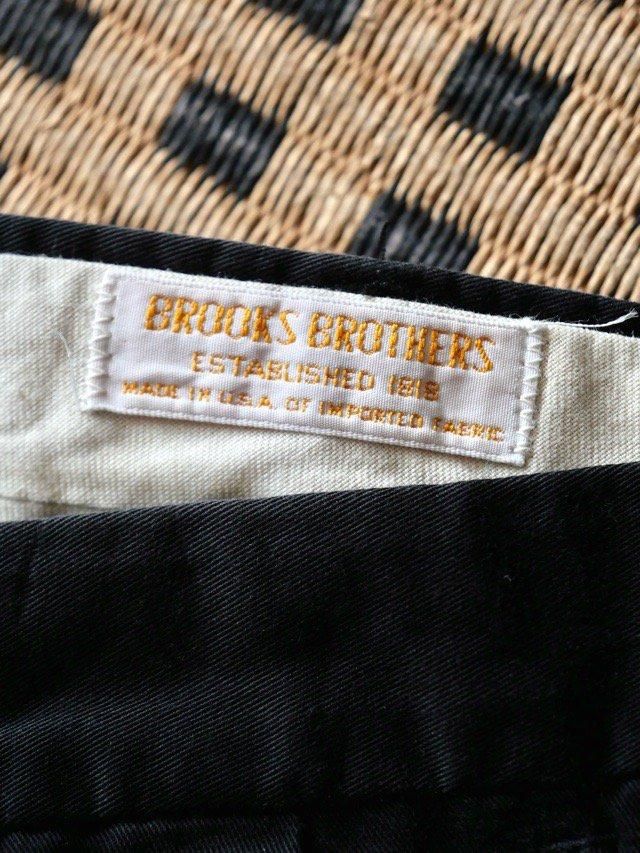 BROOKS BROTHERS
ESTABLISHED 1818
MADE IN U.S.A. OF IMPORTED FABRIC